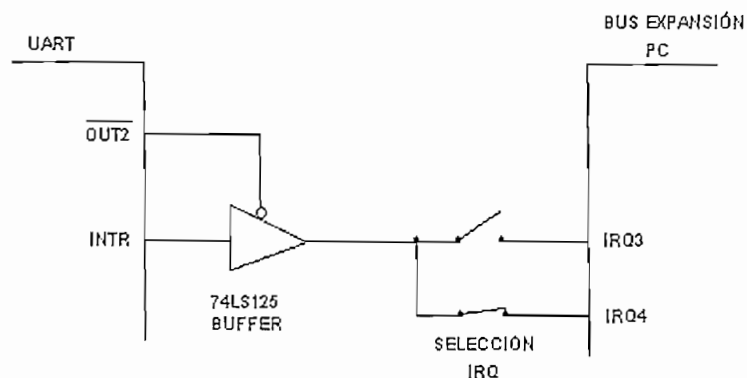 BUS EXPANSIÓN
PC
UART
OUT2
INTR
74LS125
BUFFER
IRQ3
IRQ4
SELECCIÓN
IRQ